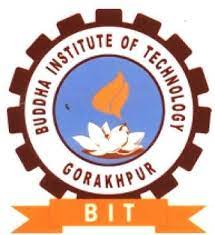 BUDDHA INSTITUTE OF TECHNOLOGY
GORAKHPUR
BIT